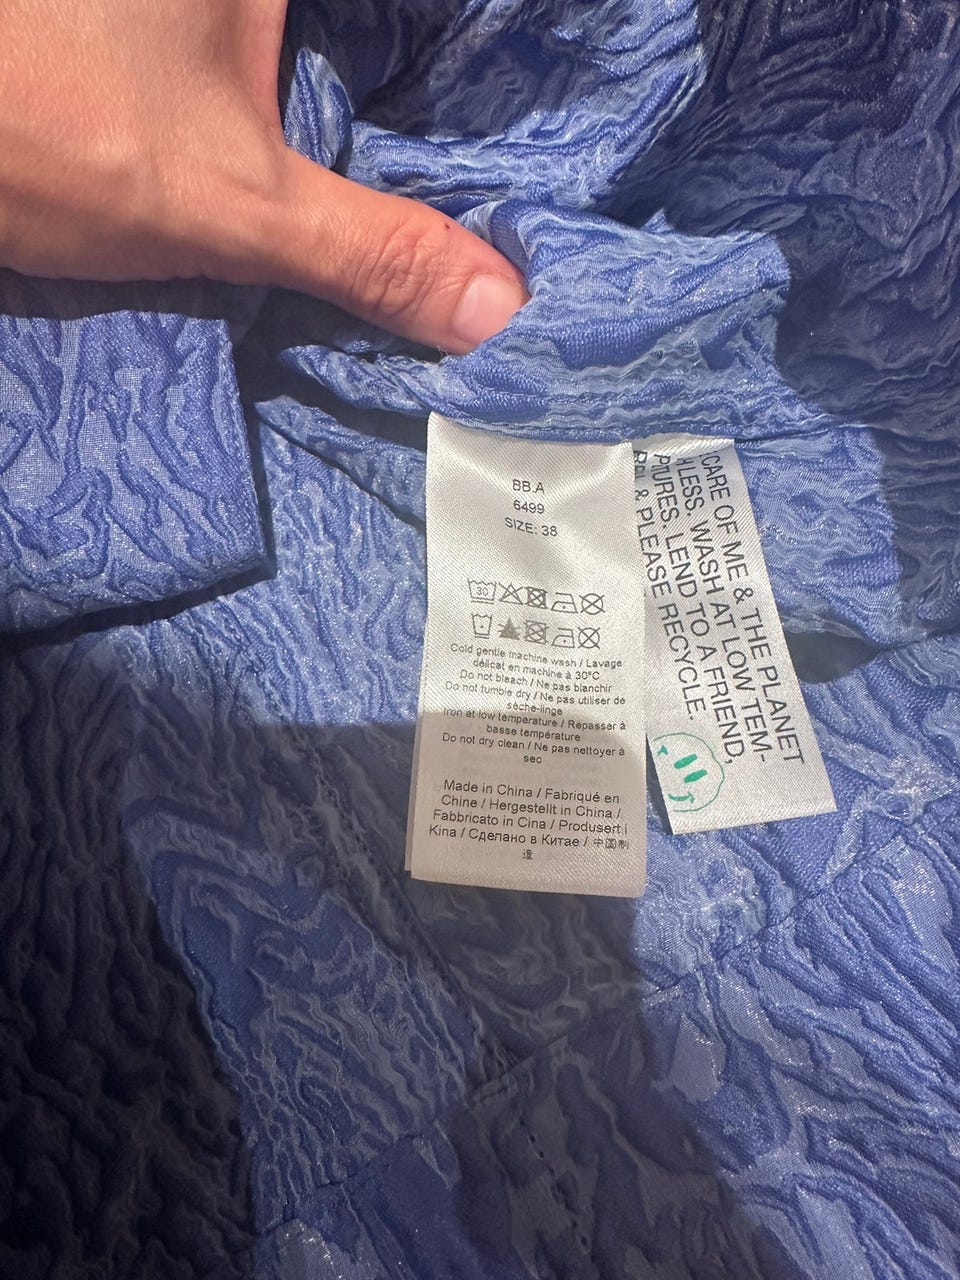 BB.A
6499
SIZE: 38
30
Cold gentle machine wash / Lavage
délicat en machine à 30°C
Do not bleach / Ne pas blanchir
Do not tumble dry / Ne pas utiliser de
sèche-linge
Iron at low temperature / Repasser à
basse température
Do not dry clean / Ne pas nettoyer à
sec
Made in China / Fabriqué en
Chine / Hergestellt in China /
Fabbricato in Cina / Produsert i
Kina / Сделано в Китае / 中国制
造
CARE OF ME & THE PLANET
LESS. WASH AT LOW TEM-
LEND TO A FRIEND,
& PLEASE RECYCLE.